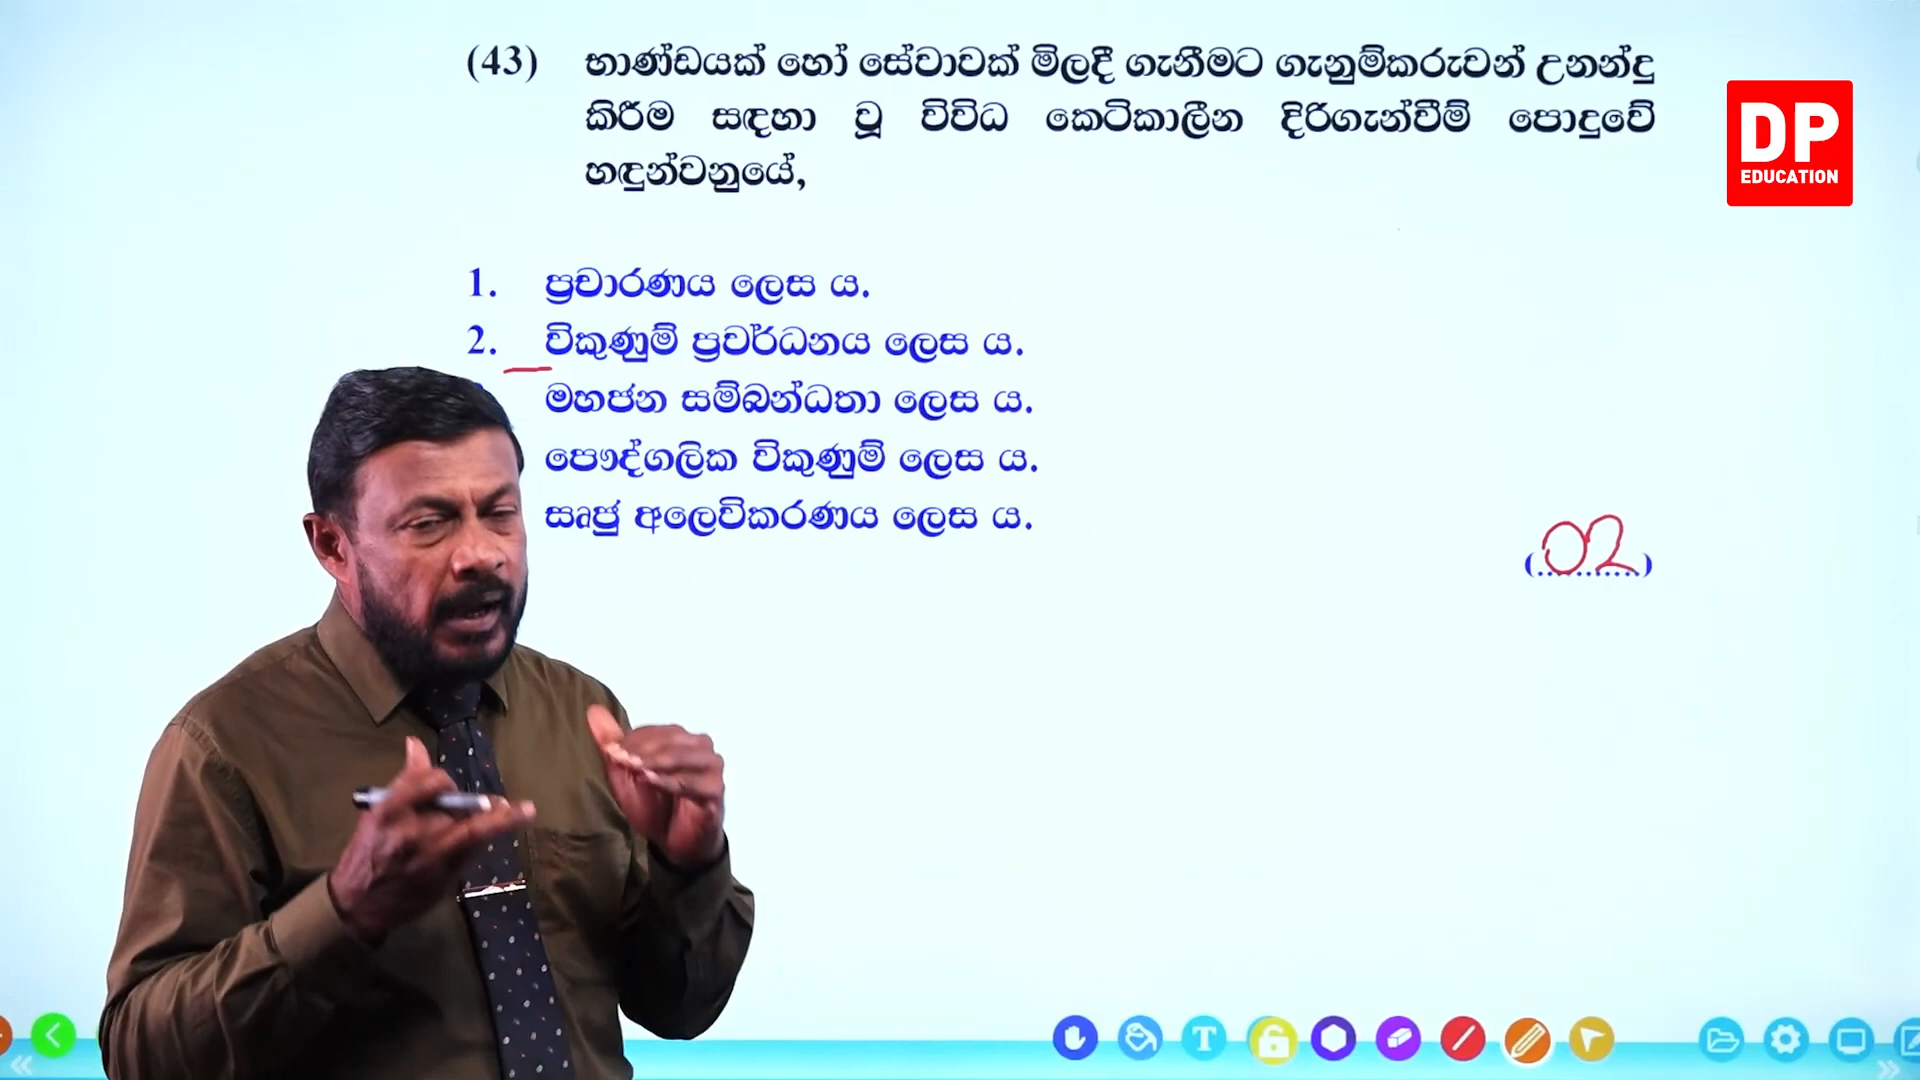 (43) භාණ්ඩයක් හෝ සේවාවක් මිලදී ගැනීමට ගැනුම්කරුවන් උනන්දු
කිරීම සඳහා වූ විවිධ කෙටිකාලීන දිරිගැන්වීම් පොදුවේ
හඳුන්වනුයේ,
DP
EDUCATION
1. ප්‍රචාරණය ලෙස ය.
2. විකුණුම් ප්‍රවර්ධනය ලෙස ය.
මහජන සම්බන්ධතා ලෙස ය.
පෞද්ගලික විකුණුම් ලෙස ය.
සෘජු අලෙවිකරණය ලෙස ය.
(02)